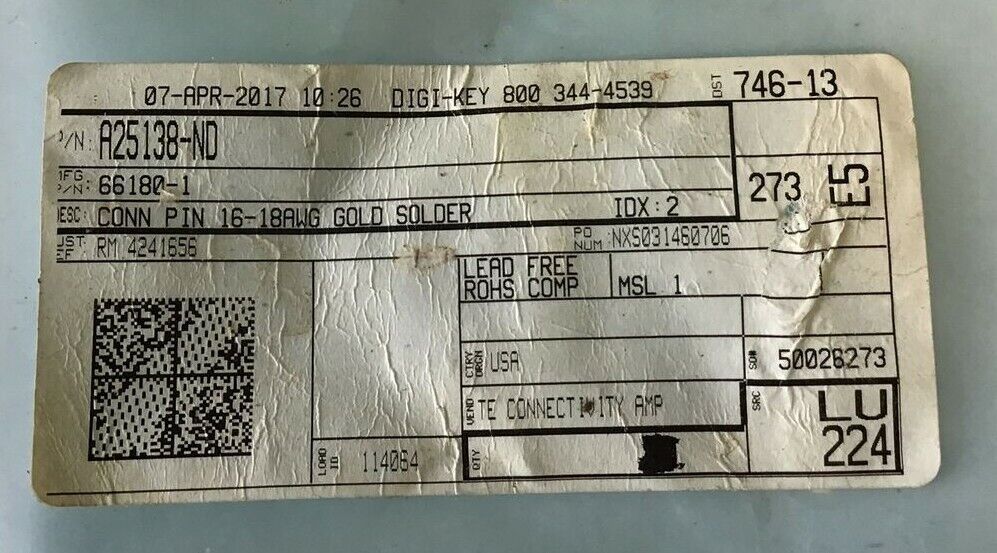 07-APR-2017 10:26 DIGI-KEY 800 344-4539 DST 746-13
P/N: A25138-ND
MFG P/N: 66180-1
273 E5
DESC: CONN PIN 16-18AWG GOLD SOLDER IDX:2
CUST REF RM 4241656 PO NUM: NXS031460706
LEAD FREE
ROHS COMP MSL 1
CTRY ORGN USA SO# 50026273
VEND TE CONNECTIVITY AMP SRC LU
224
LOAD ID 114064 QTY